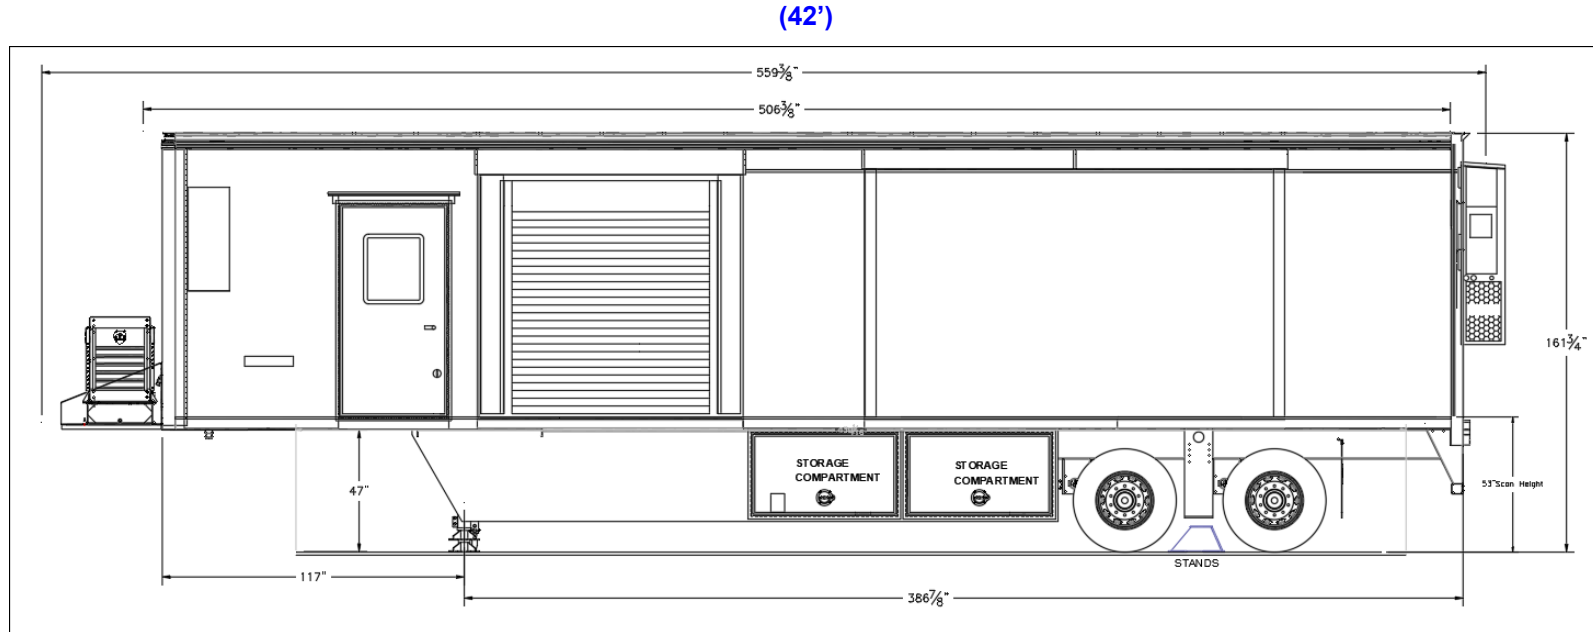 (42’)
559⅜"
506⅜"
161¾"
STORAGE
COMPARTMENT
STORAGE
COMPARTMENT
47"
53"Scan Height
STANDS
117"
386⅞"